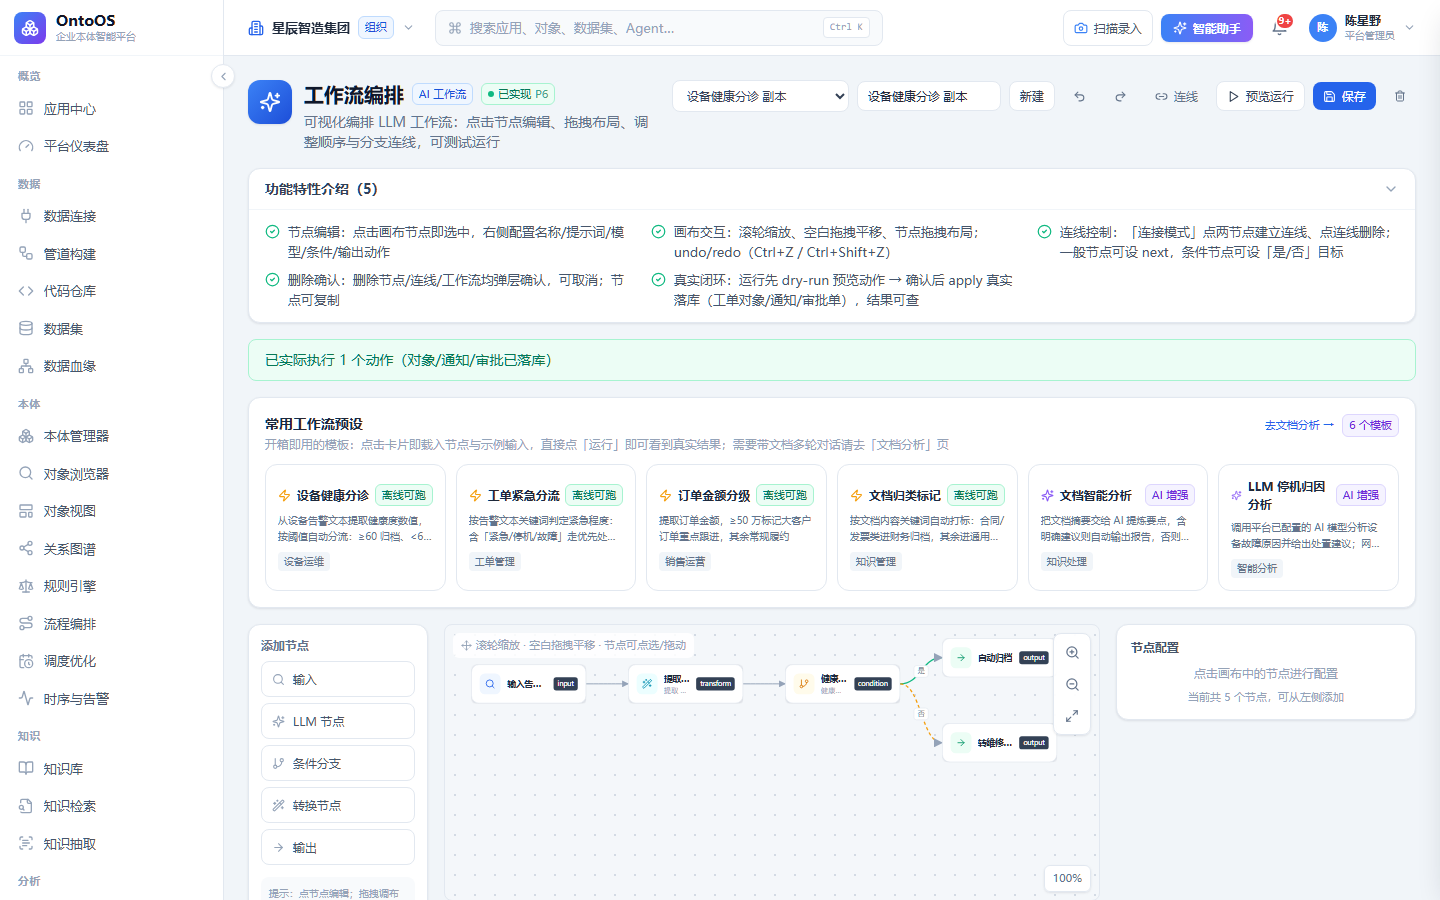 OntoOS
企业本体智能平台
星辰智造集团 组织
搜索应用、对象、数据集、Agent...
Ctrl K
扫描录入
智能助手
9+
陈
陈星野
平台管理员
概览
应用中心
平台仪表盘
数据
数据连接
管道构建
代码仓库
数据集
数据血缘
本体
本体管理器
对象浏览器
对象视图
关系图谱
规则引擎
流程编排
调度优化
时序与告警
知识
知识库
知识检索
知识抽取
分析
工作流编排 AI 工作流 已实现 P6
可视化编排 LLM 工作流：点击节点编辑、拖拽布局、调
整顺序与分支连线，可测试运行
设备健康分诊 副本
设备健康分诊 副本
新建
连线
预览运行
保存
功能特性介绍（5）
节点编辑：点击画布节点即选中，右侧配置名称/提示词/模
型/条件/输出动作
画布交互：滚轮缩放、空白拖拽平移、节点拖拽布局；
undo/redo（Ctrl+Z / Ctrl+Shift+Z）
连线控制：「连接模式」点两节点建立连线、点连线删除；
一般节点可设 next，条件节点可设「是/否」目标
删除确认：删除节点/连线/工作流均弹层确认，可取消；节
点可复制
真实闭环：运行先 dry-run 预览动作 → 确认后 apply 真实
落库（工单对象/通知/审批单），结果可查
已实际执行 1 个动作（对象/通知/审批已落库）
常用工作流预设
开箱即用的模板：点击卡片即载入节点与示例输入，直接点「运行」即可看到真实结果；需要带文档多轮对话请去「文档分析」页
去文档分析 →
6 个模板
设备健康分诊 离线可跑
从设备告警文本提取健康度数值，
按阈值自动分流：≥60 归档、<6...
设备运维
工单紧急分流 离线可跑
按告警文本关键词判定紧急程度：
含「紧急/停机/故障」走优先处...
工单管理
订单金额分级 离线可跑
提取订单金额，≥50 万标记大客户
订单重点跟进，其余常规履约
销售运营
文档归类标记 离线可跑
按文档内容关键词自动打标：合同/
发票类进财务归档，其余进通用...
知识管理
文档智能分析 AI 增强
把文档摘要交给 AI 提炼要点，含
明确建议则自动输出报告，否则...
知识处理
LLM 停机归因
分析
AI 增强
调用平台已配置的 AI 模型分析设
备故障原因并给出处置建议；网...
智能分析
添加节点
输入
LLM 节点
条件分支
转换节点
输出
提示：点节点编辑；拖拽调布
滚轮缩放 · 空白拖拽平移 · 节点可点选/拖动
输入告... input
提取...
提取 ...
transform
健康...
健康...
condition
是
否
自动归档 output
转维修... output
100%
节点配置
点击画布中的节点进行配置
当前共 5 个节点，可从左侧添加